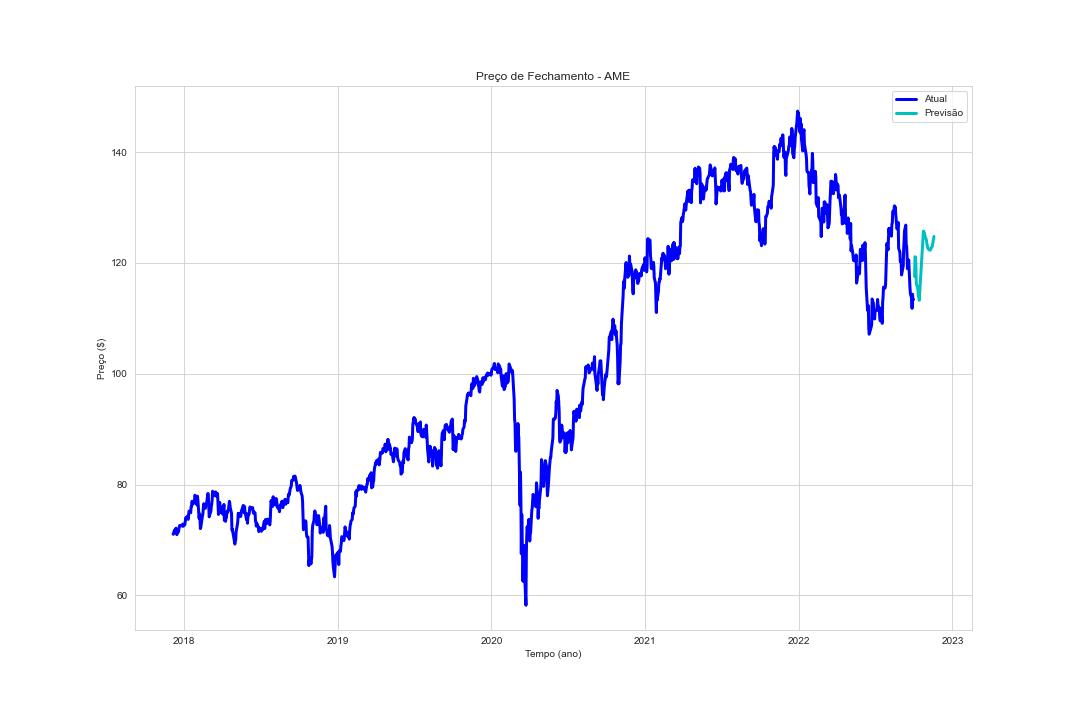 Preço de Fechamento - AME
Atual
Previsão
140
120
100
80
60
Preço ($)
2018 2019 2020 2021 2022 2023
Tempo (ano)